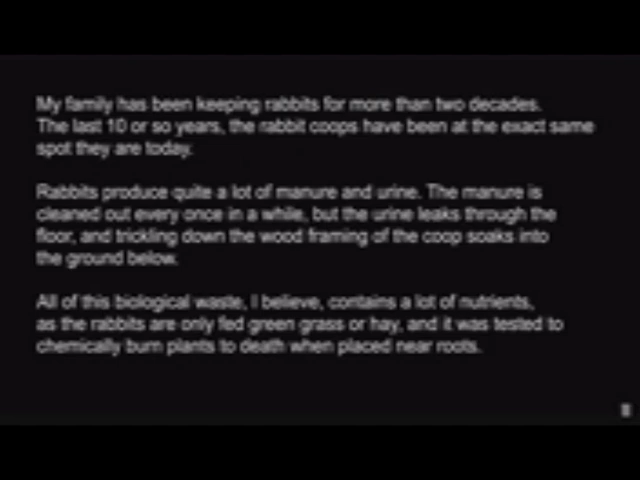 My family has been keeping rabbits for more than two decades.
The last 10 or so years, the rabbit coops have been at the exact same
spot they are today.
Rabbits produce quite a lot of manure and urine. The manure is
cleaned out every once in a while, but the urine leaks through the
floor, and trickling down the wood framing of the coop soaks into
the ground below.
All of this biological waste, I believe, contains a lot of nutrients,
as the rabbits are only fed green grass or hay, and it was tested to
chemically burn plants to death when placed near roots.